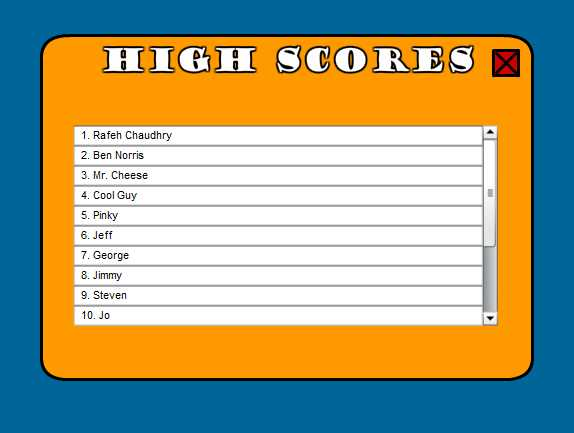 HIGH SCORES
1. Rafeh Chaudhry
2. Ben Norris
3. Mr. Cheese
4. Cool Guy
5. Pinky
6. Jeff
7. George
8. Jimmy
9. Steven
10. Jo